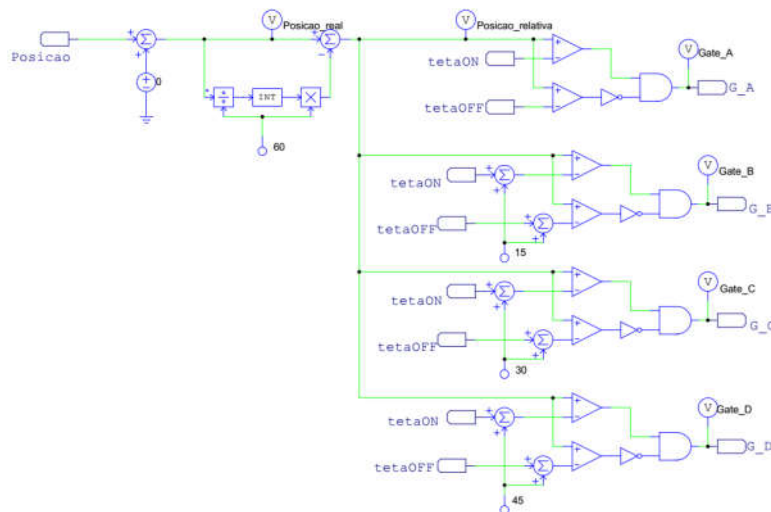 V
Posicao_real
V
Posicao_relativa
Posicao
0
INT
60
tetaON
tetaOFF
V
Gate_A
G_A
tetaON
tetaOFF
15
V
Gate_B
tetaON
tetaOFF
30
V
Gate_C
tetaON
tetaOFF
45
V
Gate_D
G_D